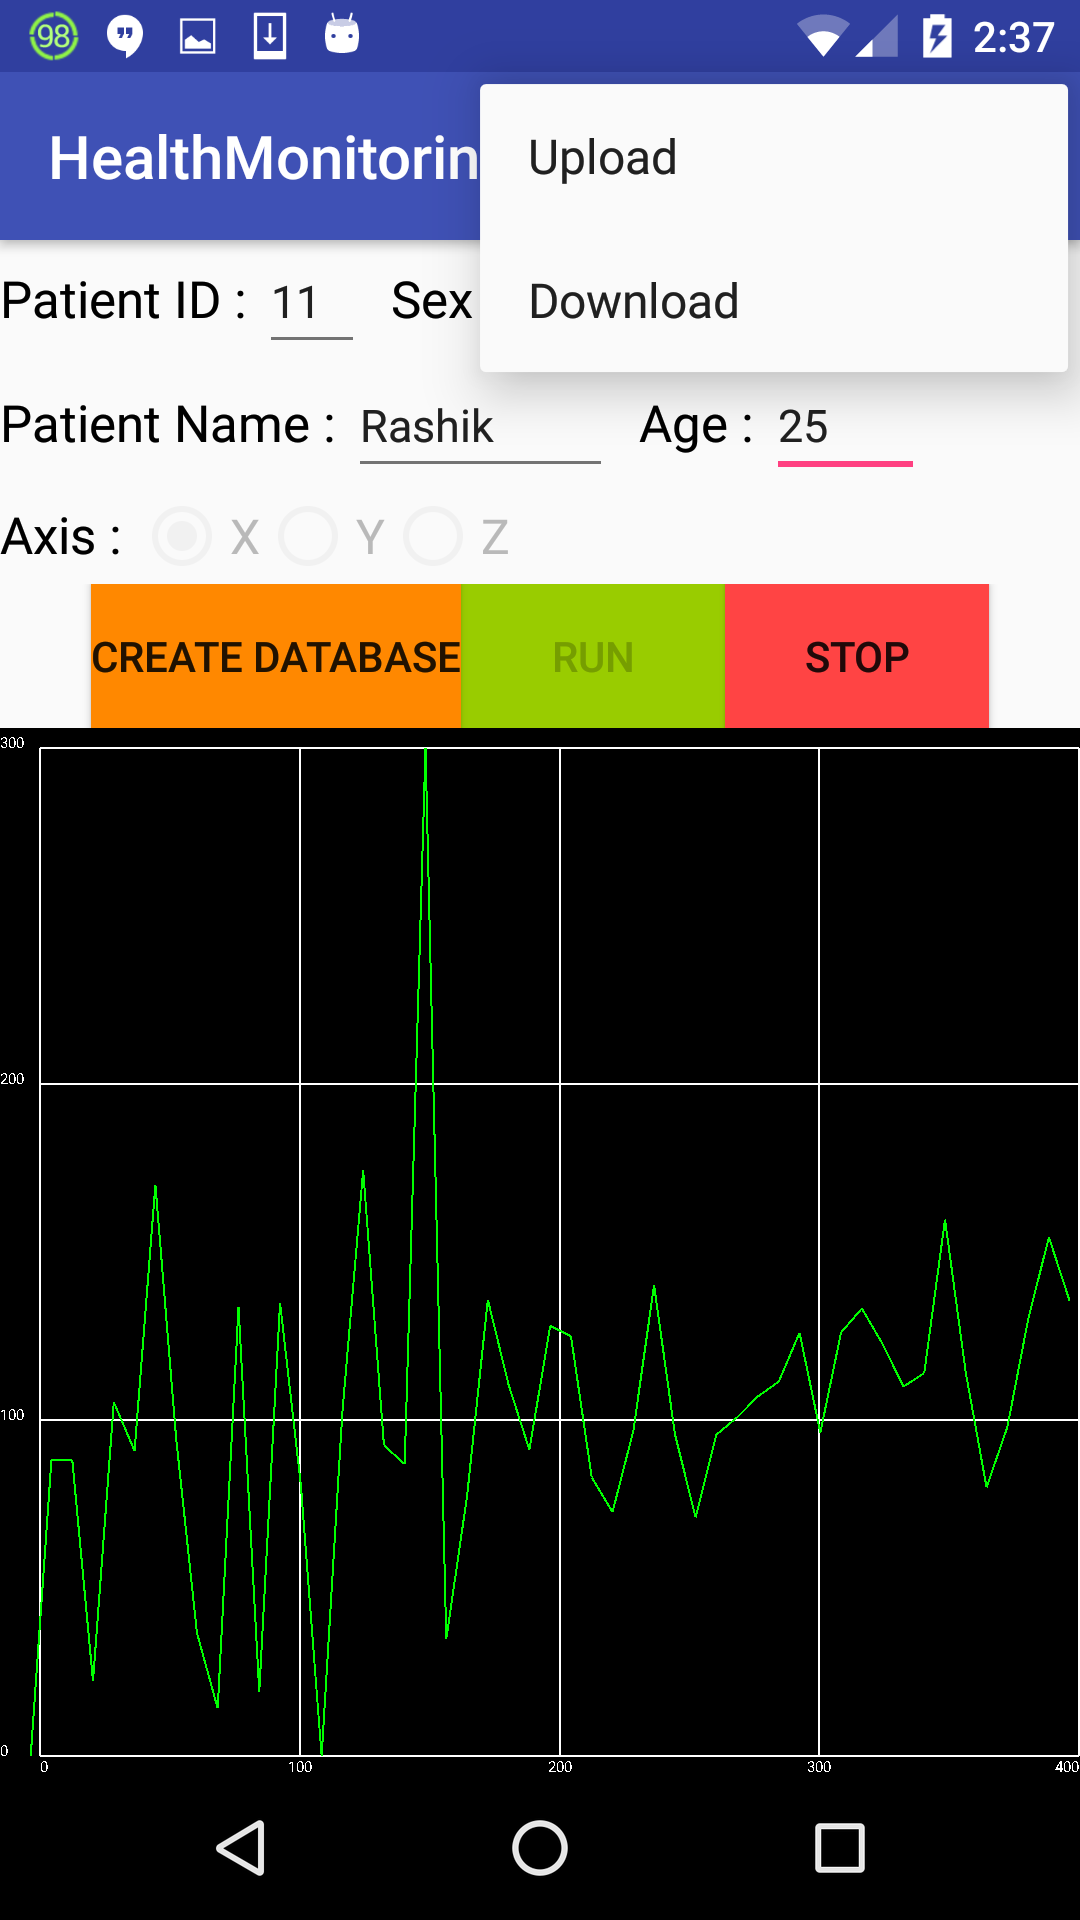 98 2:37
HealthMonitorin
Upload
Download
Patient ID : 11 Sex
Patient Name : Rashik Age : 25
Axis : X Y Z
CREATE DATABASE RUN STOP
300
200
100
0
0 100 200 300 400